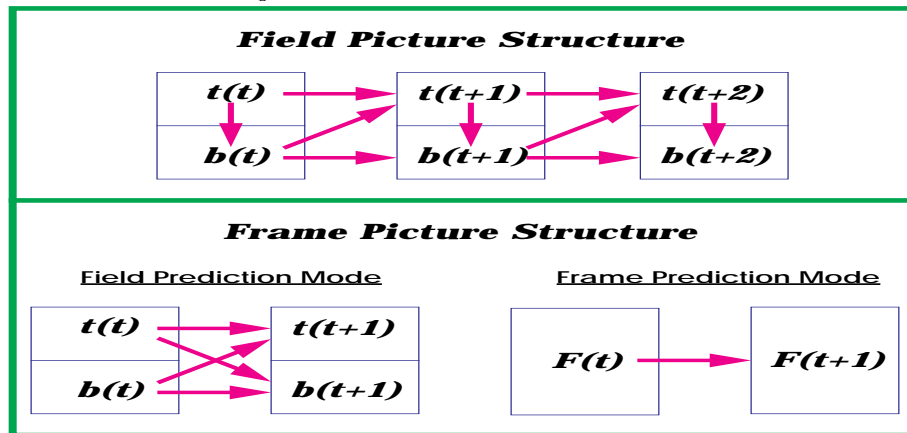 Field Picture Structure
t(t) t(t+1) t(t+2)
b(t) b(t+1) b(t+2)
Frame Picture Structure
Field Prediction Mode Frame Prediction Mode
t(t) t(t+1)
F(t) F(t+1)
b(t) b(t+1)